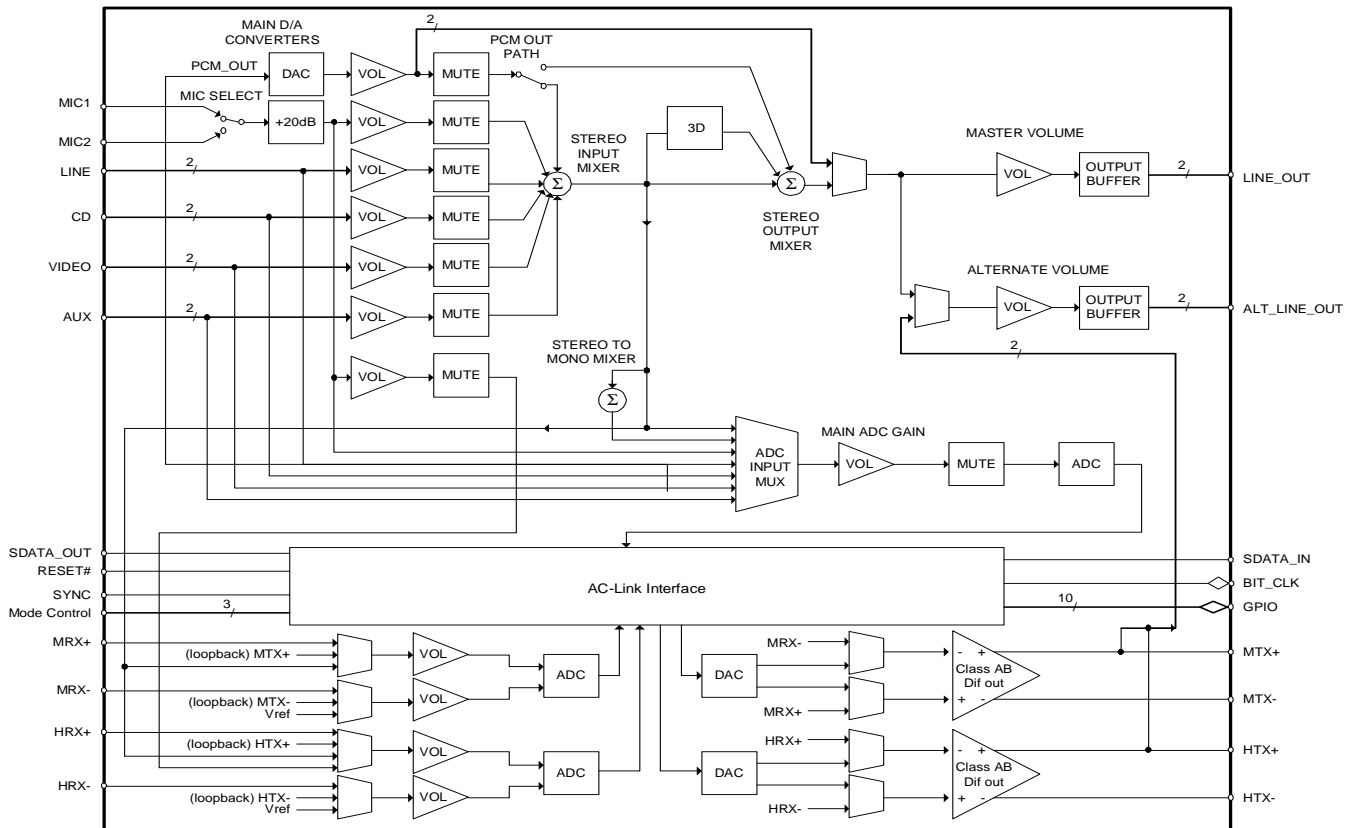 MAIN D/A
CONVERTERS
2
PCM OUT
PATH
PCM_OUT
DAC
VOL
MUTE
MIC1
MIC SELECT
+20dB
VOL
MUTE
MIC2
STEREO
INPUT
MIXER
3D
MASTER VOLUME
LINE
2
VOL
MUTE
Σ
Σ
VOL
OUTPUT
BUFFER
2
LINE_OUT
CD
2
VOL
MUTE
STEREO
OUTPUT
MIXER
VIDEO
2
VOL
MUTE
ALTERNATE VOLUME
AUX
2
VOL
MUTE
VOL
OUTPUT
BUFFER
2
ALT_LINE_OUT
STEREO TO
MONO MIXER
2
VOL
MUTE
Σ
MAIN ADC GAIN
ADC
INPUT
MUX
VOL
MUTE
ADC
SDATA_OUT
RESET#
SYNC
Mode Control
3
AC-Link Interface
10
SDATA_IN
BIT_CLK
GPIO
MRX+
(loopback) MTX+
VOL
MRX-
ADC
DAC
- +
Class AB
Dif out
+ -
MTX+
MRX-
(loopback) MTX-
Vref
VOL
MRX+
MTX-
HRX+
(loopback) HTX+
VOL
HRX+
ADC
DAC
- +
Class AB
Dif out
+ -
HTX+
HRX-
(loopback) HTX-
Vref
VOL
HRX-
HTX-